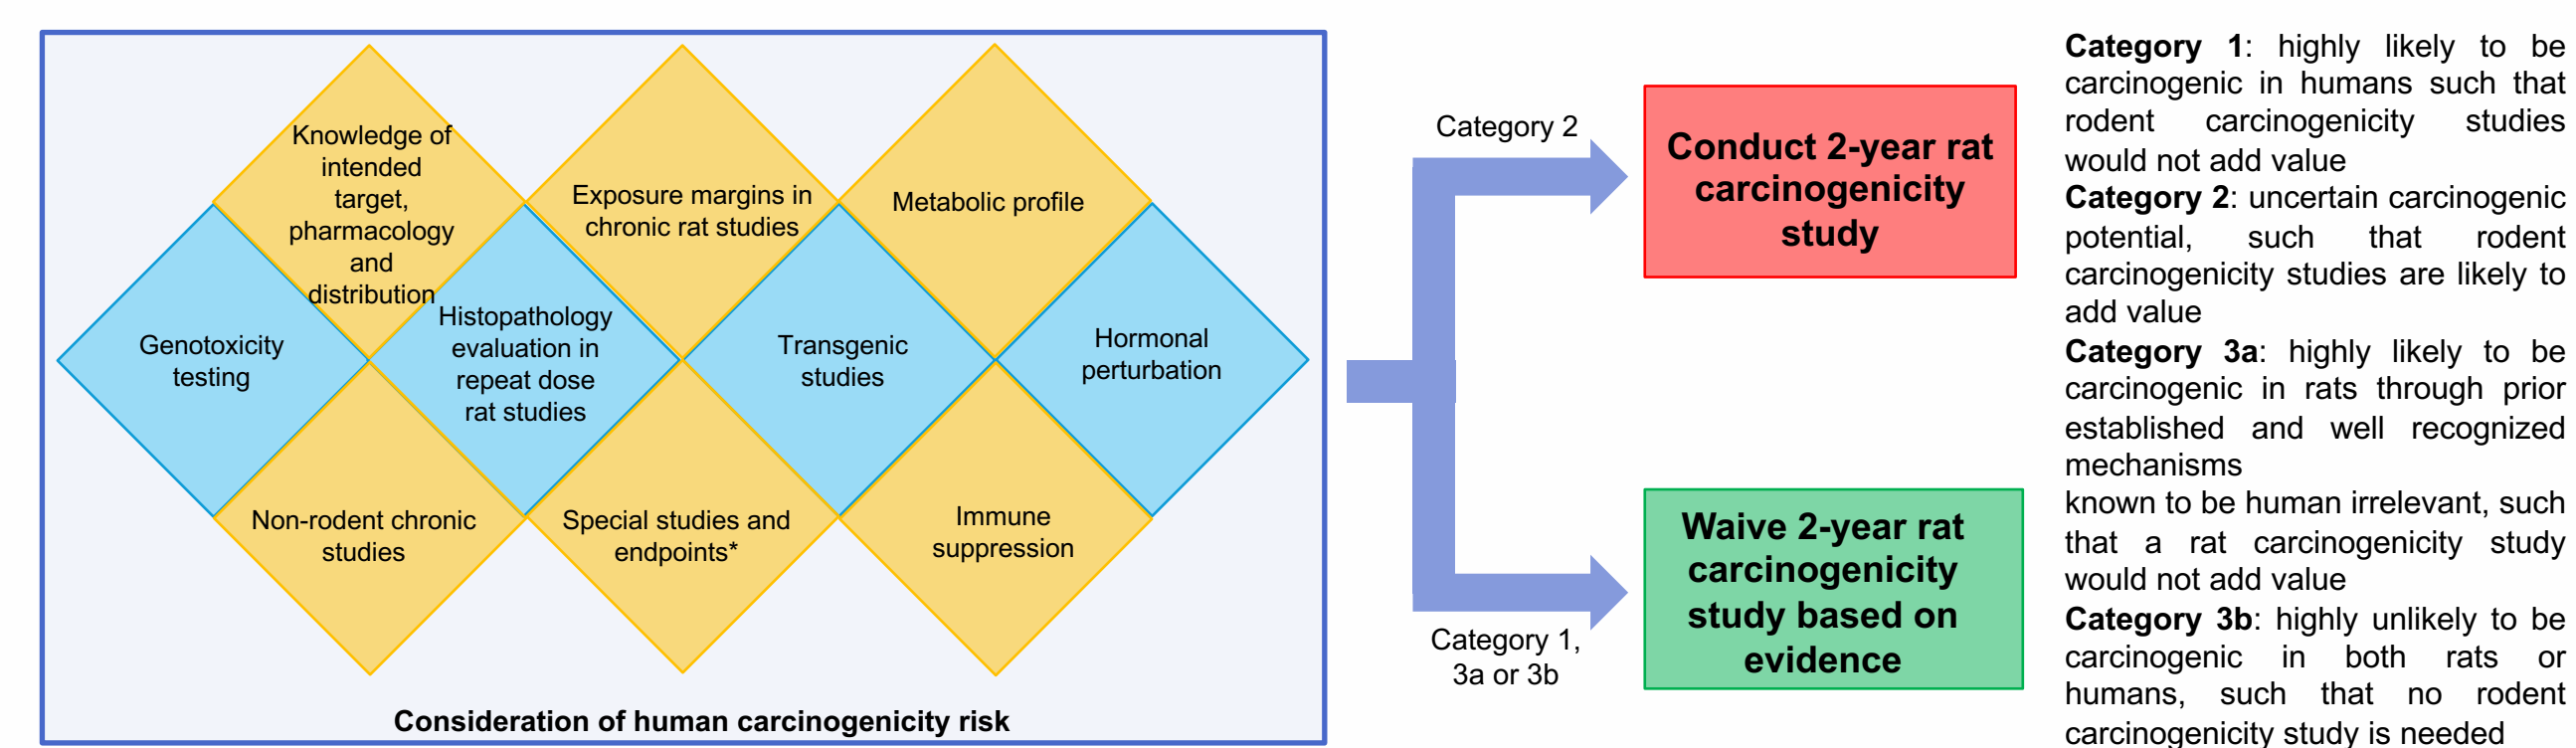 Knowledge of
intended
target,
pharmacology
and
distribution
Exposure margins in
chronic rat studies
Metabolic profile
Genotoxicity
testing
Histopathology
evaluation in
repeat dose
rat studies
Transgenic
studies
Hormonal
perturbation
Non-rodent chronic
studies
Special studies and
endpoints*
Immune
suppression
Consideration of human carcinogenicity risk
Category 2
Conduct 2-year rat
carcinogenicity
study
Category 1,
3a or 3b
Waive 2-year rat
carcinogenicity
study based on
evidence
Category 1: highly likely to be
carcinogenic in humans such that
rodent carcinogenicity studies
would not add value
Category 2: uncertain carcinogenic
potential, such that rodent
carcinogenicity studies are likely to
add value
Category 3a: highly likely to be
carcinogenic in rats through prior
established and well recognized
mechanisms
known to be human irrelevant, such
that a rat carcinogenicity study
would not add value
Category 3b: highly unlikely to be
carcinogenic in both rats or
humans, such that no rodent
carcinogenicity study is needed